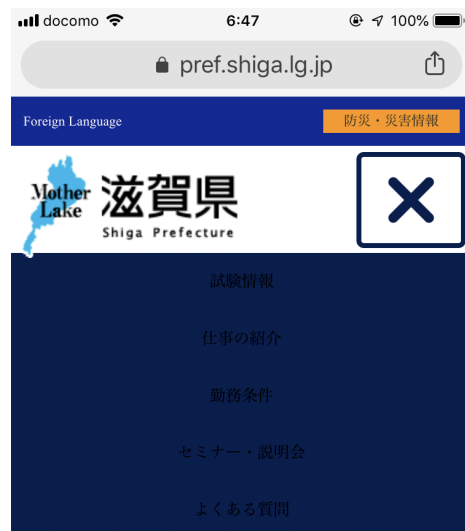 docomo 6:47 100%
pref.shiga.lg.jp
Foreign Language 防災・災害情報
Mother Lake 滋賀県
Shiga Prefecture
試験情報
仕事の紹介
勤務条件
セミナー・説明会
よくある質問